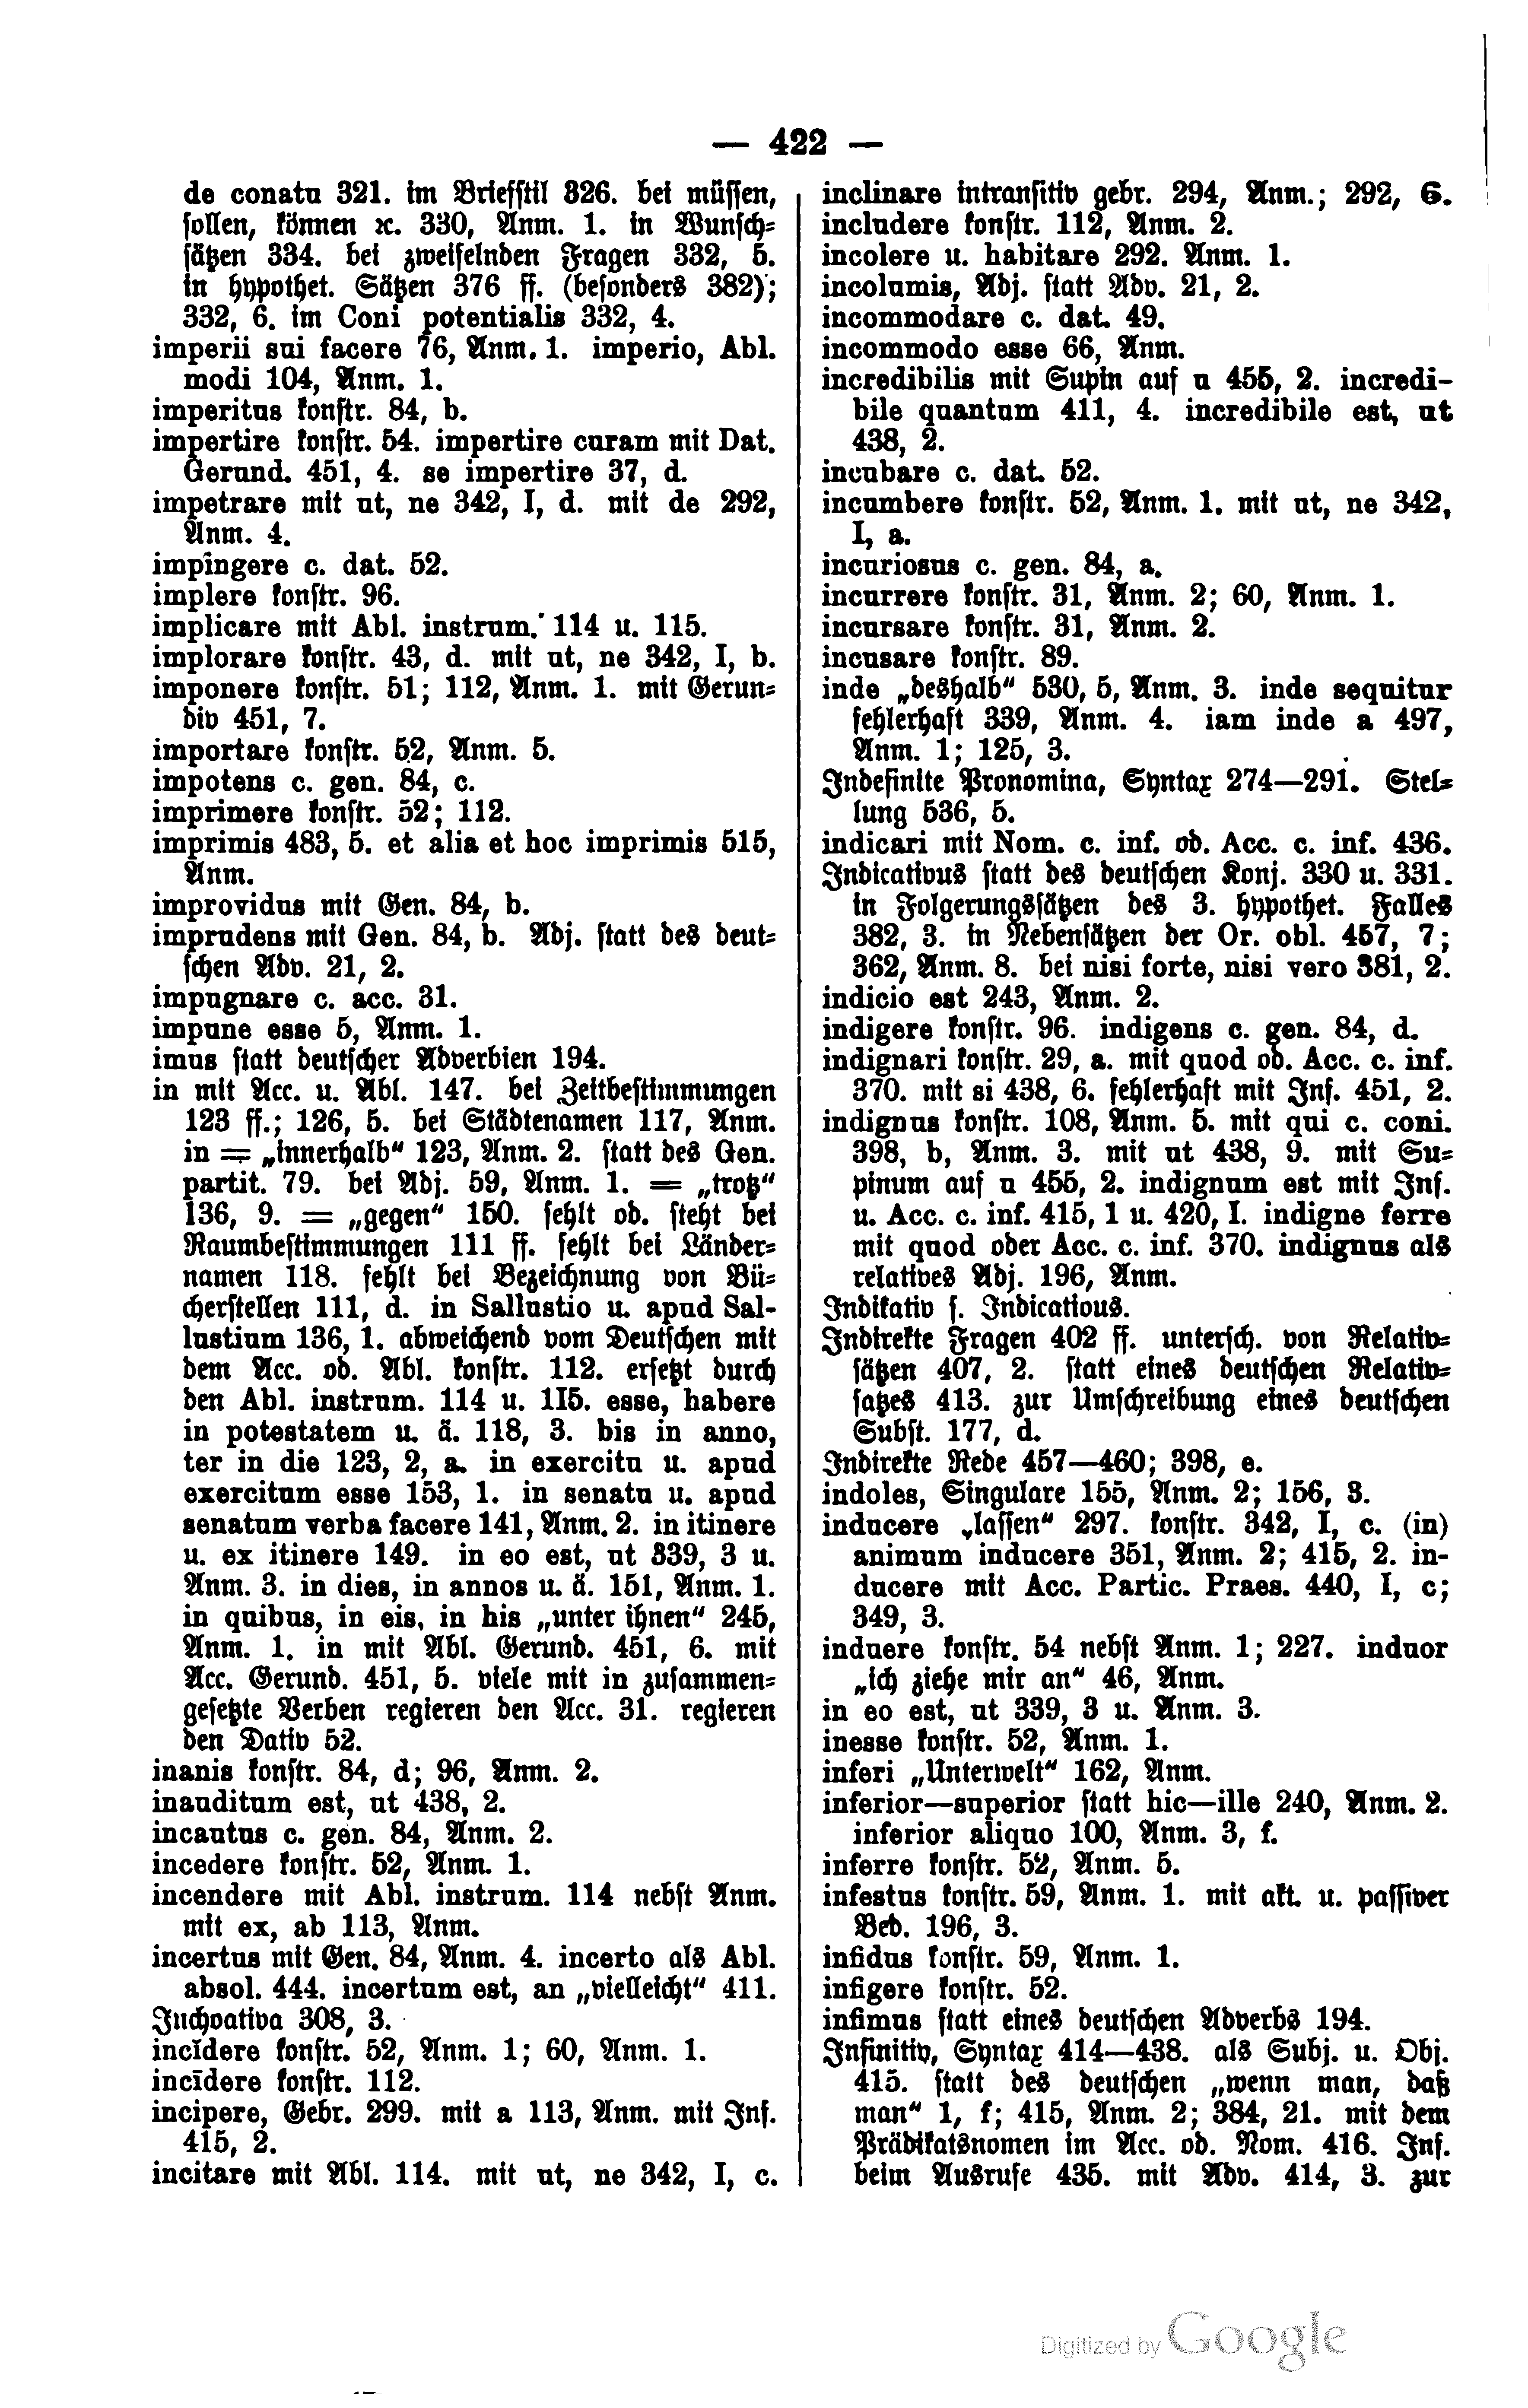 — 422 —
de conatu 321. im Briefstil 326. bei müssen,
sollen, können ꝛc. 330, Anm. 1. in Wunsch-
sätzen 334. bei zweifelnden Fragen 332, 5.
in hypothet. Sätzen 376 ff. (besonders 382);
332, 6. im Coni potentialis 332, 4.
imperii sui facere 76, Anm. 1. imperio, Abl.
modi 104, Anm. 1.
imperitus konstr. 84, b.
impertire konstr. 54. impertire curam mit Dat.
Gerund. 451, 4. se impertire 37, d.
impetrare mit ut, ne 342, I, d. mit de 292,
Anm. 4.
impingere c. dat. 52.
implere konstr. 96.
implicare mit Abl. instrum. 114 u. 115.
implorare konstr. 43, d. mit ut, ne 342, I, b.
imponere konstr. 51; 112, Anm. 1. mit Gerun-
div 451, 7.
importare konstr. 52, Anm. 5.
impotens c. gen. 84, c.
imprimere konstr. 52; 112.
imprimis 483, 5. et alia et hoc imprimis 515,
Anm.
improvidus mit Gen. 84, b.
imprudens mit Gen. 84, b. Adj. statt des deut-
schen Adv. 21, 2.
impugnare c. acc. 31.
impune esse 5, Anm. 1.
imus statt deutscher Adverbien 194.
in mit Acc. u. Abl. 147. bei Zeitbestimmungen
123 ff.; 126, 5. bei Städtenamen 117, Anm.
in = „innerhalb“ 123, Anm. 2. statt des Gen.
partit. 79. bei Adj. 59, Anm. 1. = „trotz“
136, 9. = „gegen“ 150. fehlt od. steht bei
Raumbestimmungen 111 ff. fehlt bei Länder-
namen 118. fehlt bei Bezeichnung von Bü-
cherstellen 111, d. in Sallustio u. apud Sal-
lustium 136, 1. abweichend vom Deutschen mit
dem Acc. od. Abl. konstr. 112. ersetzt durch
den Abl. instrum. 114 u. 115. esse, habere
in potestatem u. ä. 118, 3. bis in anno,
ter in die 123, 2, a. in exercitu u. apud
exercitum esse 153, 1. in senatu u. apud
senatum verba facere 141, Anm. 2. in itinere
u. ex itinere 149. in eo est, ut 339, 3 u.
Anm. 3. in dies, in annos u. ä. 151, Anm. 1.
in quibus, in eis, in his „unter ihnen“ 245,
Anm. 1. in mit Abl. Gerund. 451, 6. mit
Acc. Gerund. 451, 5. viele mit in zusammen-
gesetzte Verben regieren den Acc. 31. regieren
den Dativ 52.
inanis konstr. 84, d; 96, Anm. 2.
inauditum est, ut 438, 2.
incautus c. gen. 84, Anm. 2.
incedere konstr. 52, Anm. 1.
incendere mit Abl. instrum. 114 nebst Anm.
mit ex, ab 113, Anm.
incertus mit Gen. 84, Anm. 4. incerto als Abl.
absol. 444. incertum est, an „vielleicht“ 411.
Inchoativa 308, 3.
incĭdere konstr. 52, Anm. 1; 60, Anm. 1.
incīdere konstr. 112.
incipere, Gebr. 299. mit a 113, Anm. mit Inf.
415, 2.
incitare mit Abl. 114. mit ut, ne 342, I, c.
inclinare intransitiv gebr. 294, Anm.; 292, 6.
includere konstr. 112, Anm. 2.
incolere u. habitare 292. Anm. 1.
incolumis, Adj. statt Adv. 21, 2.
incommodare c. dat. 49.
incommodo esse 66, Anm.
incredibilis mit Supin auf u 455, 2. incredi-
bile quantum 411, 4. incredibile est, ut
438, 2.
incubare c. dat. 52.
incumbere konstr. 52, Anm. 1. mit ut, ne 342,
I, a.
incuriosus c. gen. 84, a.
incurrere konstr. 31, Anm. 2; 60, Anm. 1.
incursare konstr. 31, Anm. 2.
incusare konstr. 89.
inde „deshalb“ 530, 5, Anm. 3. inde sequitur
fehlerhaft 339, Anm. 4. iam inde a 497,
Anm. 1; 125, 3.
Indefinite Pronomina, Syntax 274—291. Stel-
lung 536, 5.
indicari mit Nom. c. inf. od. Acc. c. inf. 436.
Indicativus statt des deutschen Konj. 330 u. 331.
in Folgerungssätzen des 3. hypothet. Falles
382, 3. in Nebensätzen der Or. obl. 457, 7;
362, Anm. 8. bei nisi forte, nisi vero 381, 2.
indicio est 243, Anm. 2.
indigere konstr. 96. indigens c. gen. 84, d.
indignari konstr. 29, a. mit quod od. Acc. c. inf.
370. mit si 438, 6. fehlerhaft mit Inf. 451, 2.
indignus konstr. 108, Anm. 5. mit qui c. coni.
398, b, Anm. 3. mit ut 438, 9. mit Su-
pinum auf u 455, 2. indignum est mit Inf.
u. Acc. c. inf. 415, 1 u. 420, I. indigne ferre
mit quod oder Acc. c. inf. 370. indignus als
relatives Adj. 196, Anm.
Indikativ s. Indicativus.
Indirekte Fragen 402 ff. untersch. von Relativ-
sätzen 407, 2. statt eines deutschen Relativ-
satzes 413. zur Umschreibung eines deutschen
Subst. 177, d.
Indirekte Rede 457—460; 398, e.
indoles, Singulare 155, Anm. 2; 156, 3.
inducere „lassen“ 297. konstr. 342, I, c. (in)
animum inducere 351, Anm. 2; 415, 2. in-
ducere mit Acc. Partic. Praes. 440, I, c;
349, 3.
induere konstr. 54 nebst Anm. 1; 227. induor
„ich ziehe mir an“ 46, Anm.
in eo est, ut 339, 3 u. Anm. 3.
inesse konstr. 52, Anm. 1.
inferi „Unterwelt“ 162, Anm.
inferior—superior statt hic—ille 240, Anm. 2.
inferior aliquo 100, Anm. 3, f.
inferre konstr. 52, Anm. 5.
infestus konstr. 59, Anm. 1. mit akt. u. passiver
Bed. 196, 3.
infidus konstr. 59, Anm. 1.
infigere konstr. 52.
infimus statt eines deutschen Adverbs 194.
Infinitiv, Syntax 414—438. als Subj. u. Obj.
415. statt des deutschen „wenn man, daß
man“ 1, f; 415, Anm. 2; 384, 21. mit dem
Prädikatsnomen im Acc. od. Nom. 416. Inf.
beim Ausrufe 435. mit Adv. 414, 3. zur
Digitized by Google